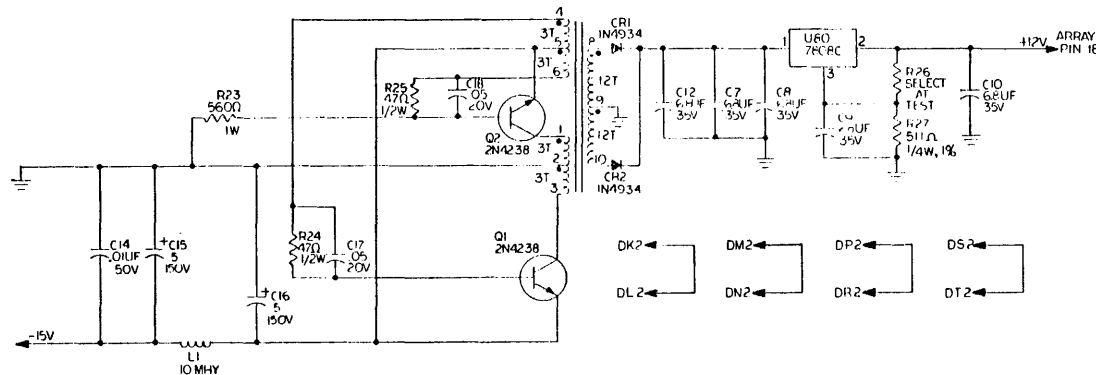 4
3T
5
3T
6
CR1
1N4934
8
12T
9
12T
10
CR2
1N4934
1
U80
7808C
2
3
+12V
ARRAY
PIN 18
R26
SELECT
AT
TEST
R27
511Ω
1/4W, 1%
C10
6.8UF
35V
C12
6.8UF
35V
C7
6.8UF
35V
C8
6.8UF
35V
C9
35V
R25
47Ω
1/2W
C18
.05
20V
R23
560Ω
1W
Q2
2N4238
1
3T
2
3T
3
C14
.01UF
50V
+
C15
5
150V
+
C16
5
150V
R24
47Ω
1/2W
C17
.05
20V
Q1
2N4238
-15V
L1
10 MHY
DK2
DL2
DM2
DN2
DP2
DR2
DS2
DT2